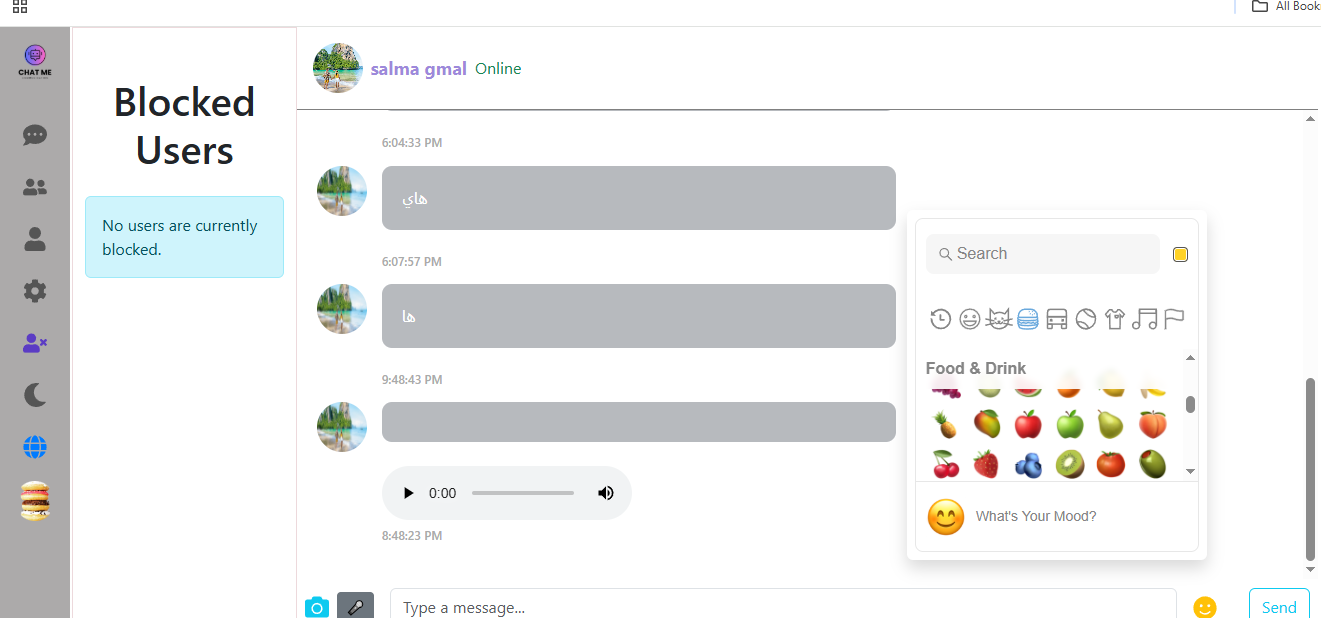 All Book
CHAT ME
Blocked
Users
No users are currently
blocked.
salma gmal Online
6:04:33 PM
هاي
6:07:57 PM
ها
9:48:43 PM
0:00
8:48:23 PM
Search
Food & Drink
What's Your Mood?
Type a message...
Send